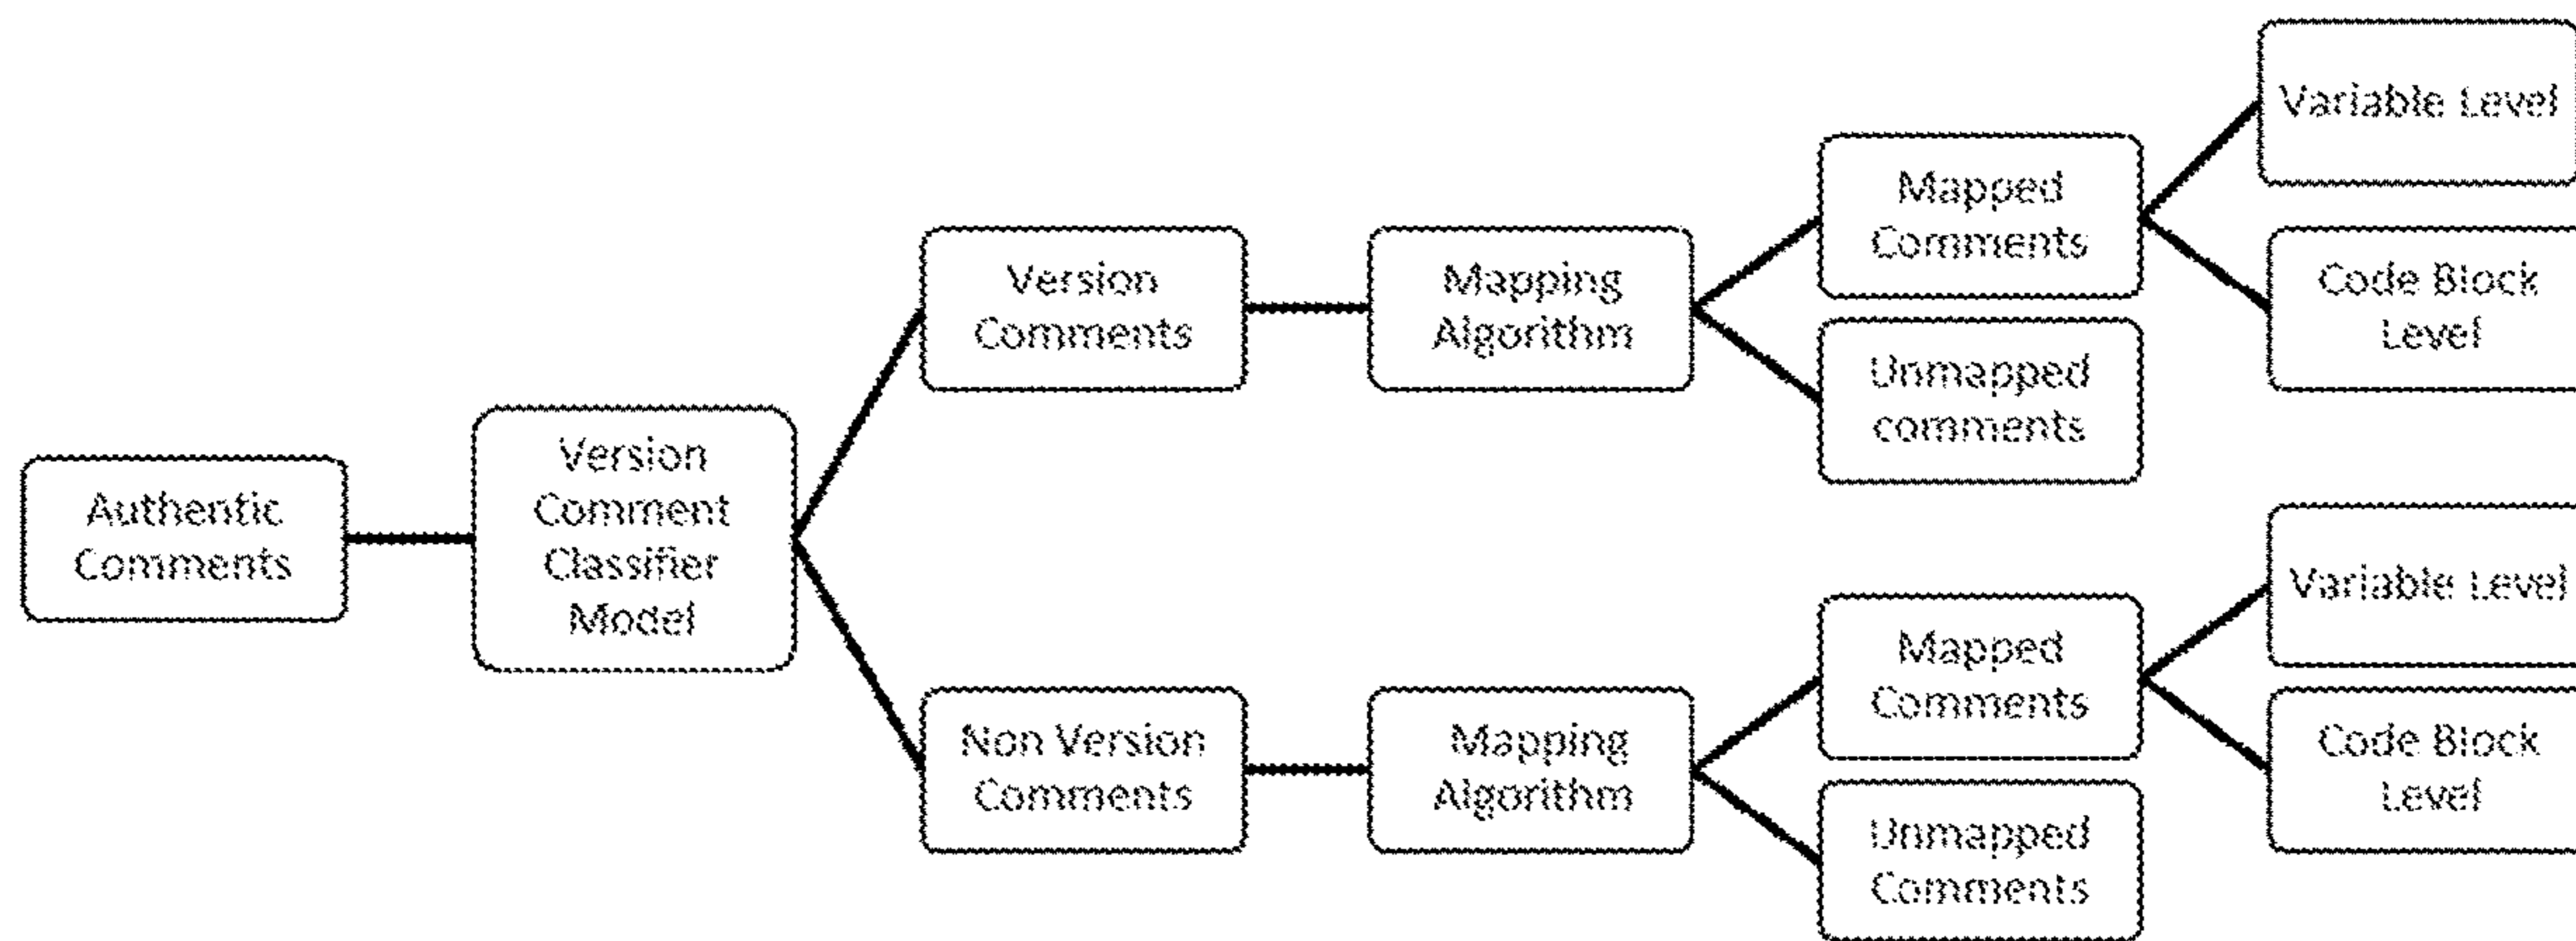 Authentic
Comments
Version
Comment
Classifier
Model
Version
Comments
Mapping
Algorithm
Mapped
Comments
Variable Level
Code Block
Level
Unmapped
comments
Non Version
Comments
Mapping
Algorithm
Mapped
Comments
Variable Level
Code Block
Level
Unmapped
Comments